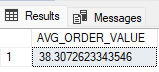 Results Messages
AVG_ORDER_VALUE
1 38.3072623343546